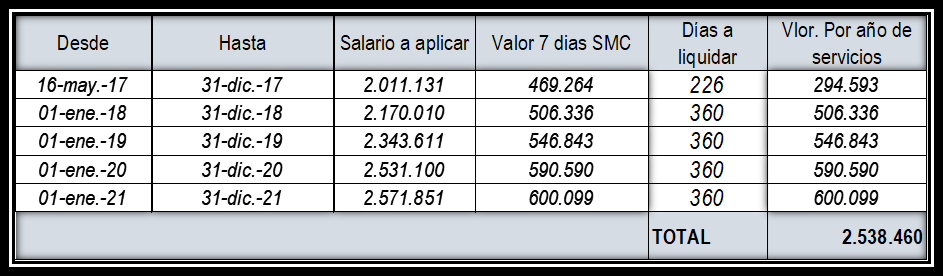 Desde Hasta Salario a aplicar Valor 7 dias SMC Días a liquidar Vlor. Por año de servicios
16-may.-17 31-dic.-17 2.011.131 469.264 226 294.593
01-ene.-18 31-dic.-18 2.170.010 506.336 360 506.336
01-ene.-19 31-dic.-19 2.343.611 546.843 360 546.843
01-ene.-20 31-dic.-20 2.531.100 590.590 360 590.590
01-ene.-21 31-dic.-21 2.571.851 600.099 360 600.099
TOTAL 2.538.460